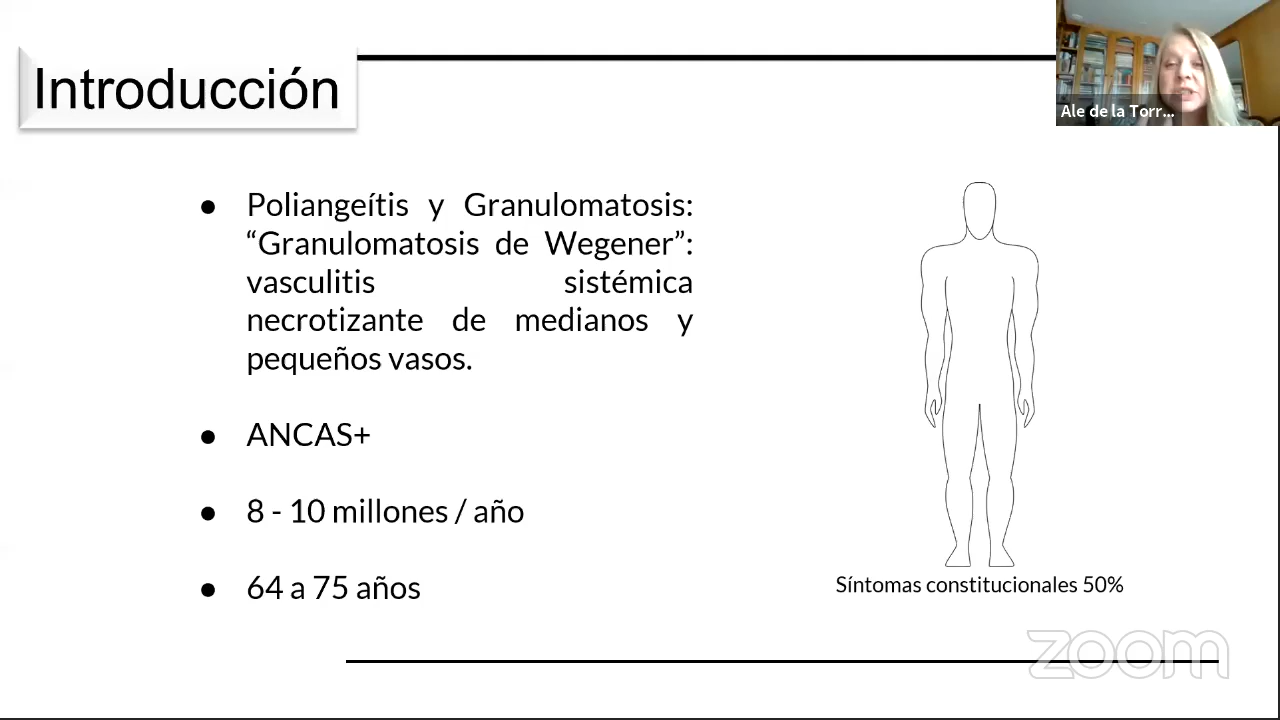 Introducción
Ale de la Torr...
● Poliangeítis y Granulomatosis:
“Granulomatosis de Wegener”:
vasculitis sistémica
necrotizante de medianos y
pequeños vasos.
● ANCAS+
● 8 - 10 millones / año
● 64 a 75 años
Síntomas constitucionales 50%
zoom